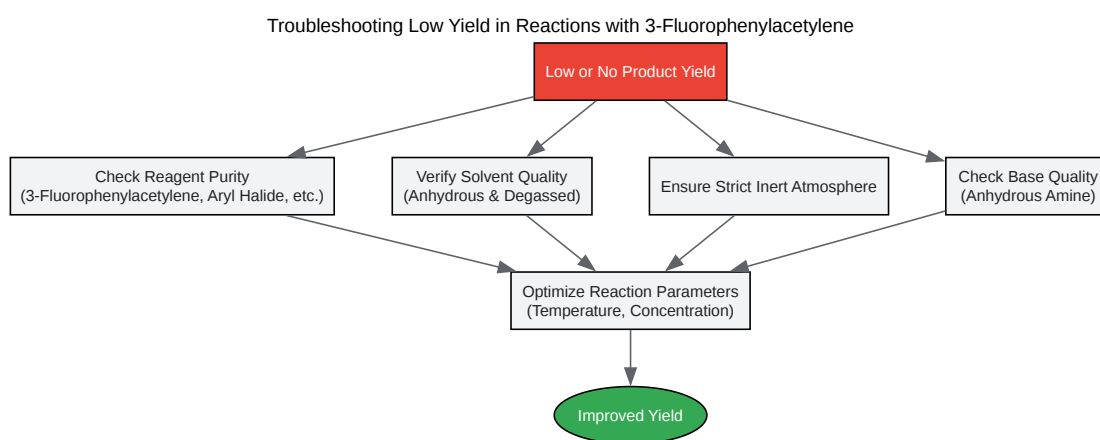 Troubleshooting Low Yield in Reactions with 3-Fluorophenylacetylene
Low or No Product Yield
Check Reagent Purity
(3-Fluorophenylacetylene, Aryl Halide, etc.)
Verify Solvent Quality
(Anhydrous & Degassed)
Ensure Strict Inert Atmosphere
Check Base Quality
(Anhydrous Amine)
Optimize Reaction Parameters
(Temperature, Concentration)
Improved Yield